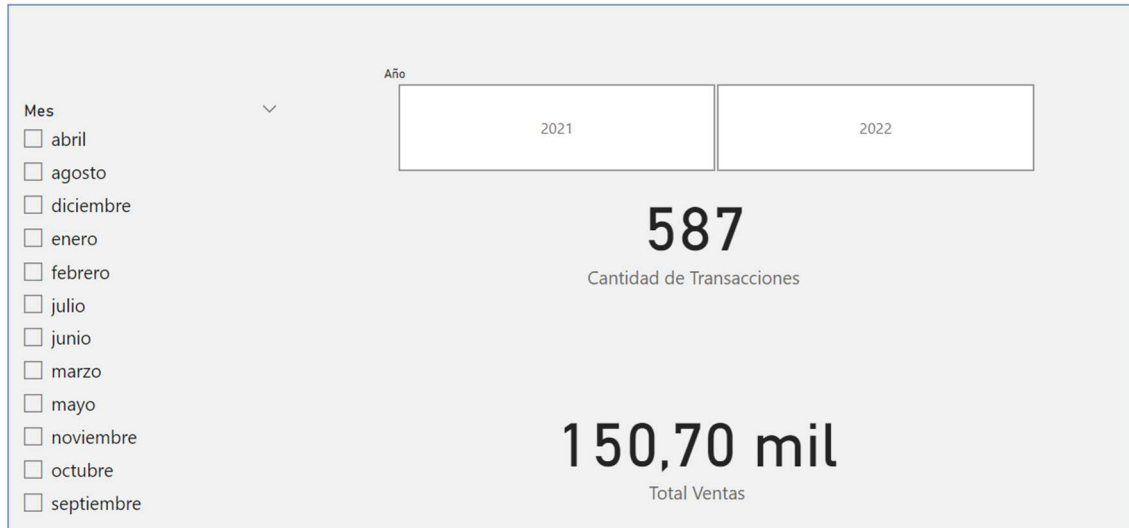 Mes
abril
agosto
diciembre
enero
febrero
julio
junio
marzo
mayo
noviembre
octubre
septiembre
Año
2021
2022
587
Cantidad de Transacciones
150,70 mil
Total Ventas